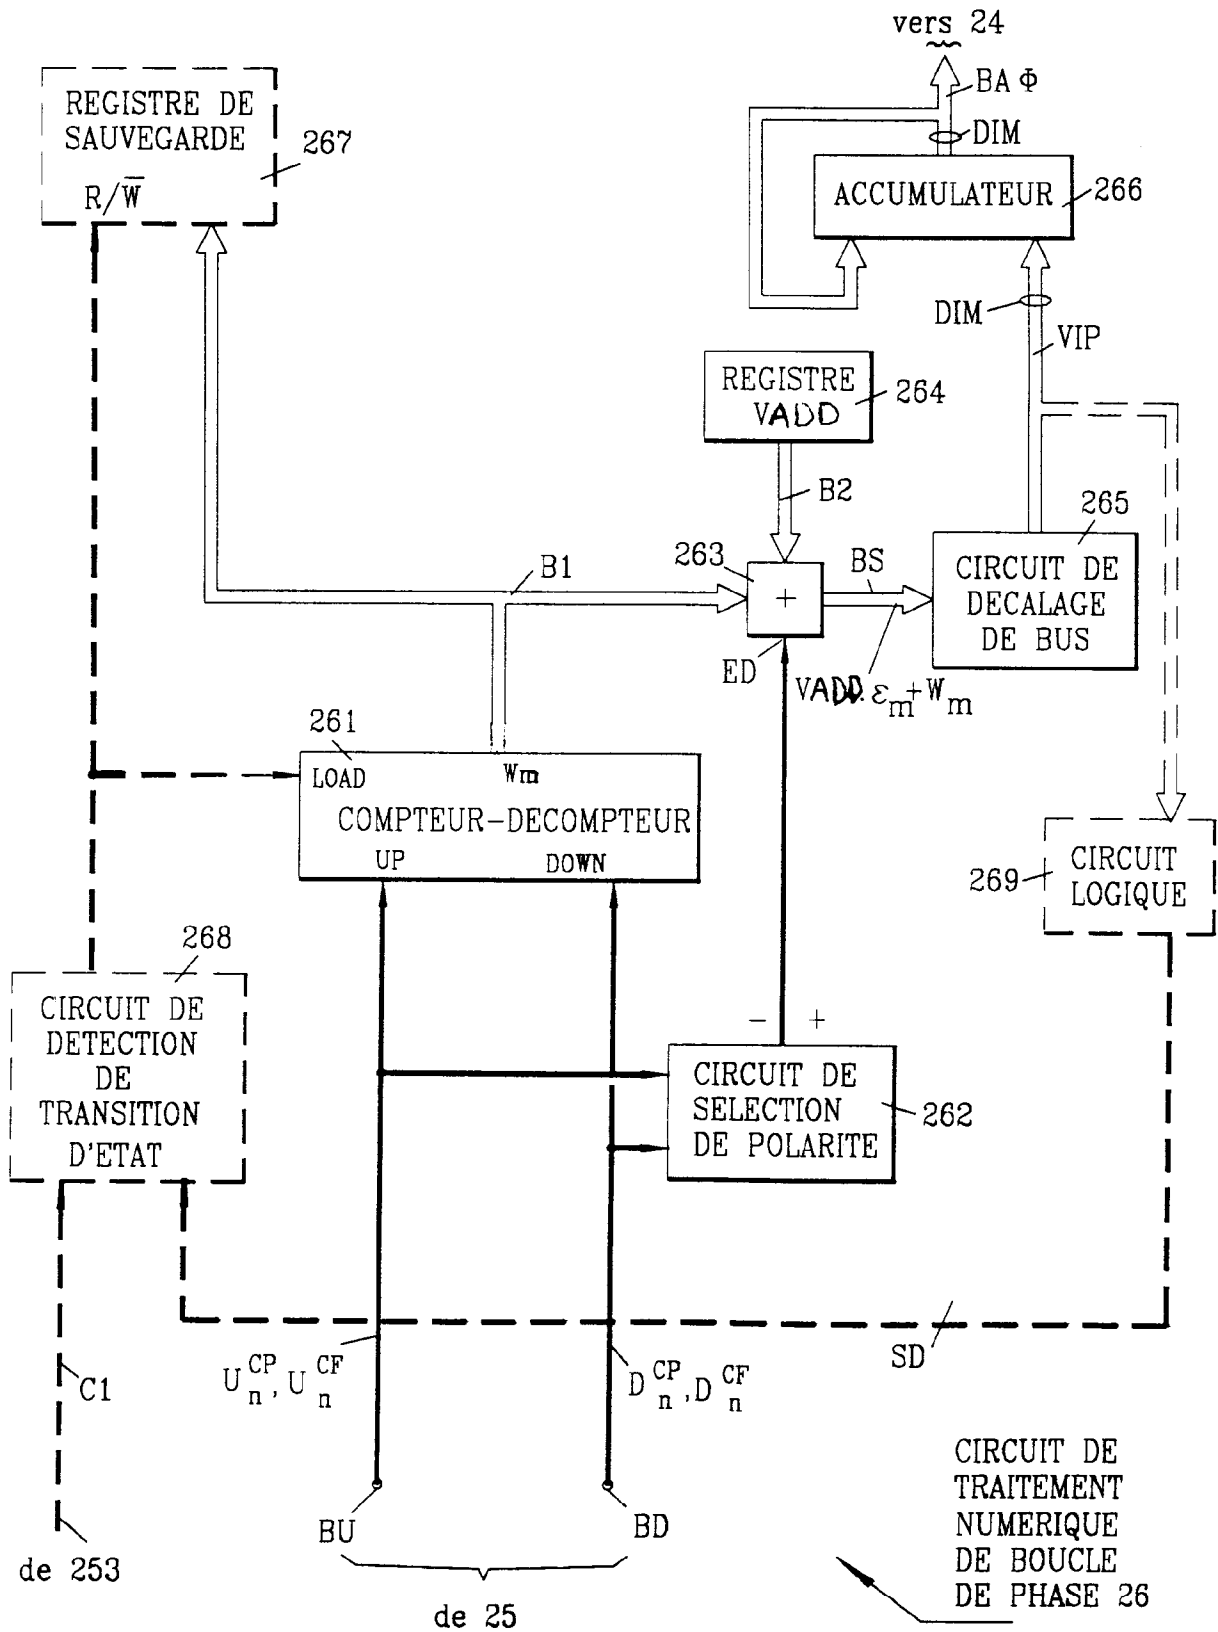 vers 24
BA Φ
DIM
REGISTRE DE
SAUVEGARDE
R/W̅
267
ACCUMULATEUR
266
DIM
VIP
REGISTRE
VADD
264
B2
265
263
B1
BS
+
CIRCUIT DE
DECALAGE
DE BUS
ED
VADD.εm+Wm
261
LOAD
Wm
COMPTEUR-DECOMPTEUR
UP
DOWN
269
CIRCUIT
LOGIQUE
268
CIRCUIT DE
DETECTION
DE
TRANSITION
D'ETAT
- +
CIRCUIT DE
SELECTION
DE POLARITE
262
SD
C1
U_n^CP, U_n^CF
D_n^CP, D_n^CF
BU
BD
de 253
de 25
CIRCUIT DE
TRAITEMENT
NUMERIQUE
DE BOUCLE
DE PHASE 26